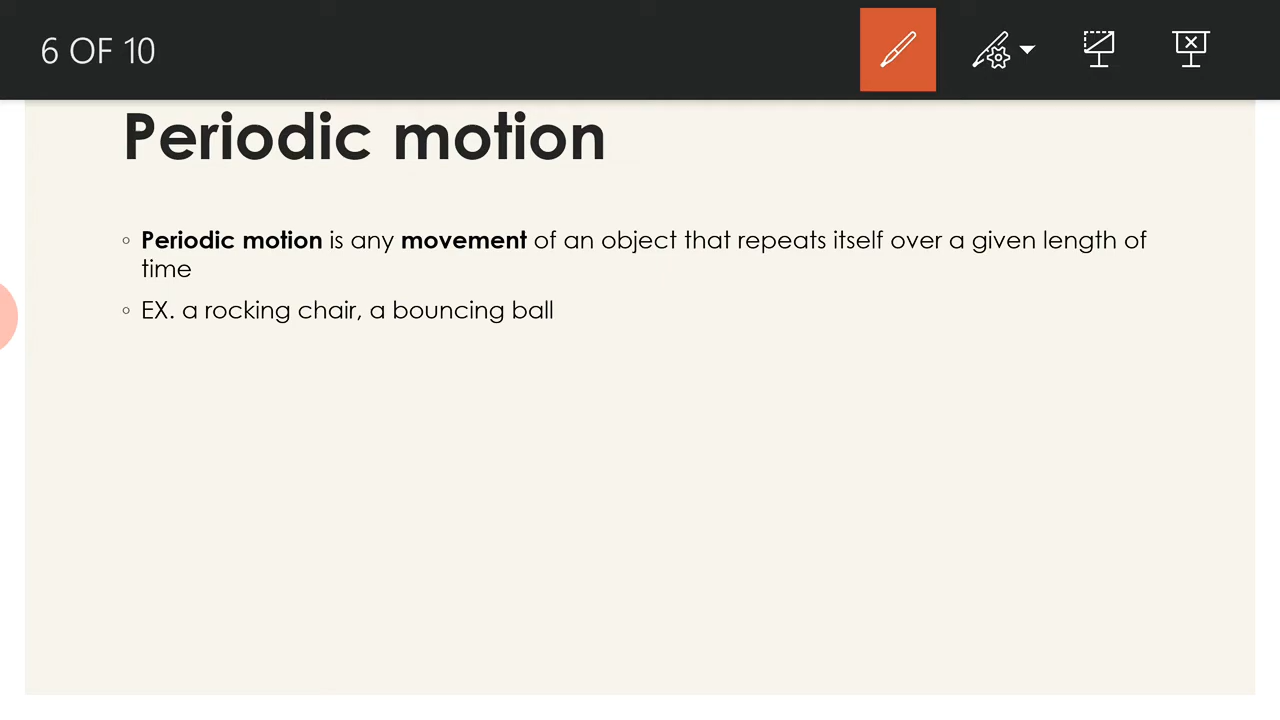 6 OF 10
Periodic motion
◦ Periodic motion is any movement of an object that repeats itself over a given length of
time
◦ EX. a rocking chair, a bouncing ball